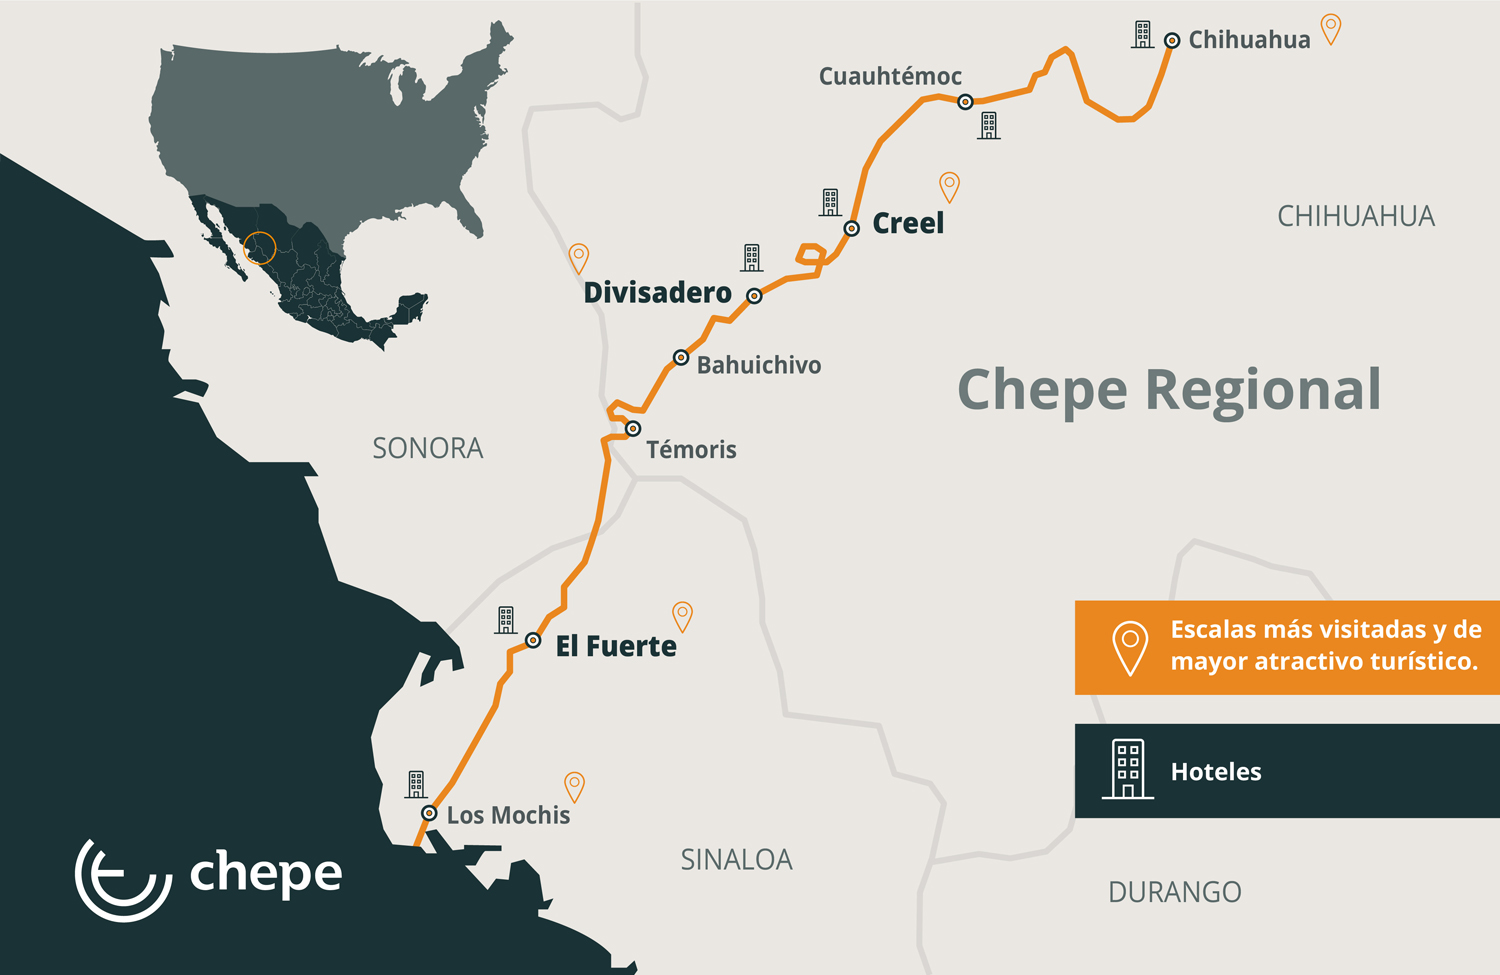 Chihuahua
Cuauhtémoc
Creel
CHIHUAHUA
Divisadero
Bahuichivo
Chepe Regional
Témoris
SONORA
El Fuerte
Escalas más visitadas y de
mayor atractivo turístico.
Hoteles
Los Mochis
SINALOA
chepe
DURANGO